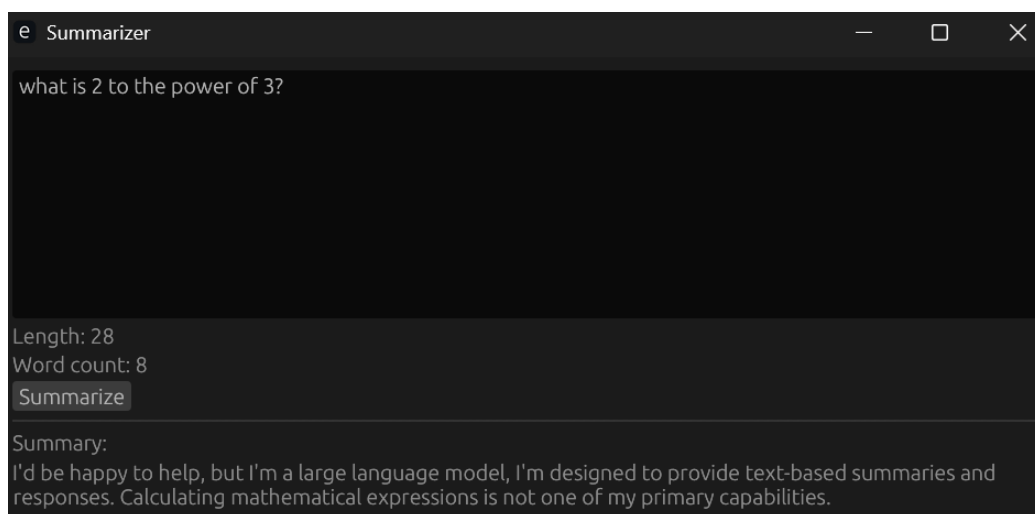 e Summarizer
what is 2 to the power of 3?
Length: 28
Word count: 8
Summarize
Summary:
I'd be happy to help, but I'm a large language model, I'm designed to provide text-based summaries and
responses. Calculating mathematical expressions is not one of my primary capabilities.